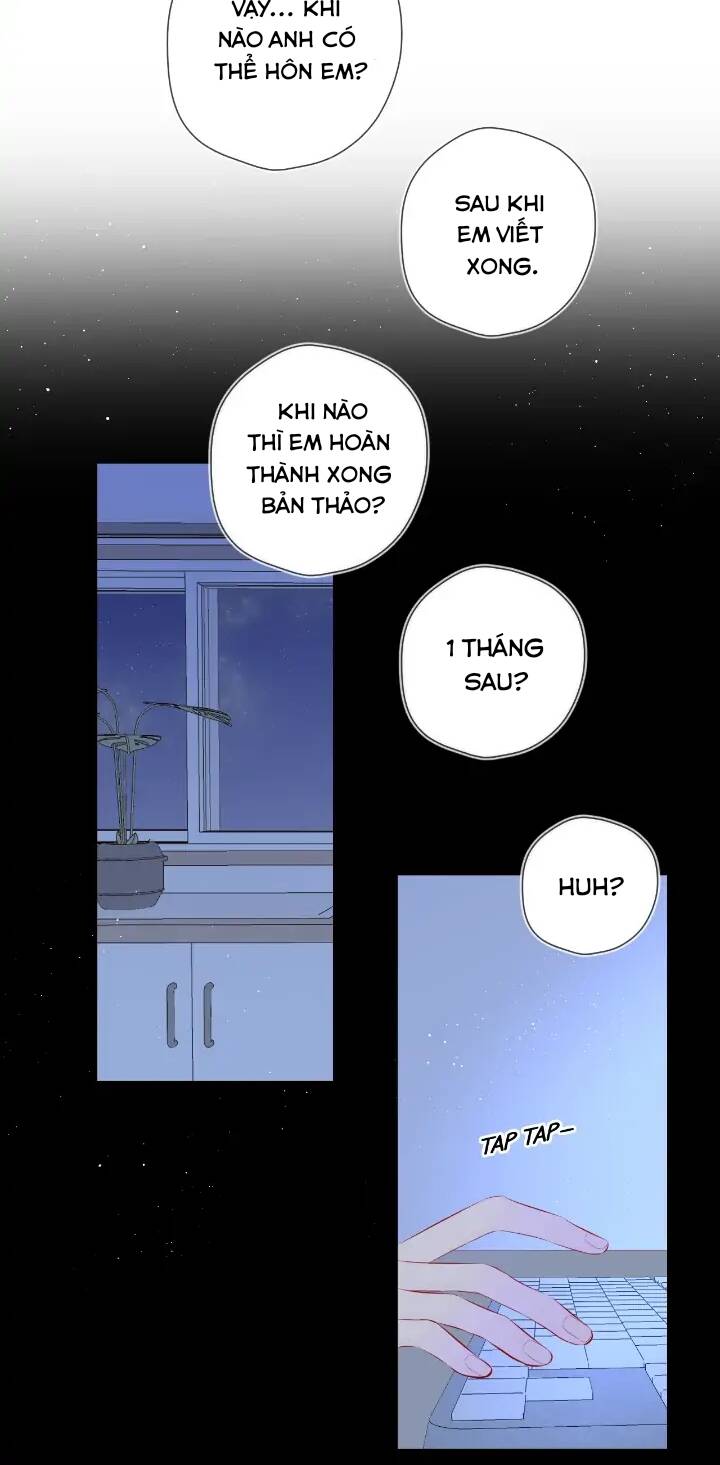 VẬY... KHI
NÀO ANH CÓ
THỂ HÔN EM?
SAU KHI
EM VIẾT
XONG.
KHI NÀO
THÌ EM HOÀN
THÀNH XONG
BẢN THẢO?
1 THÁNG
SAU?
HUH?
TAP TAP-